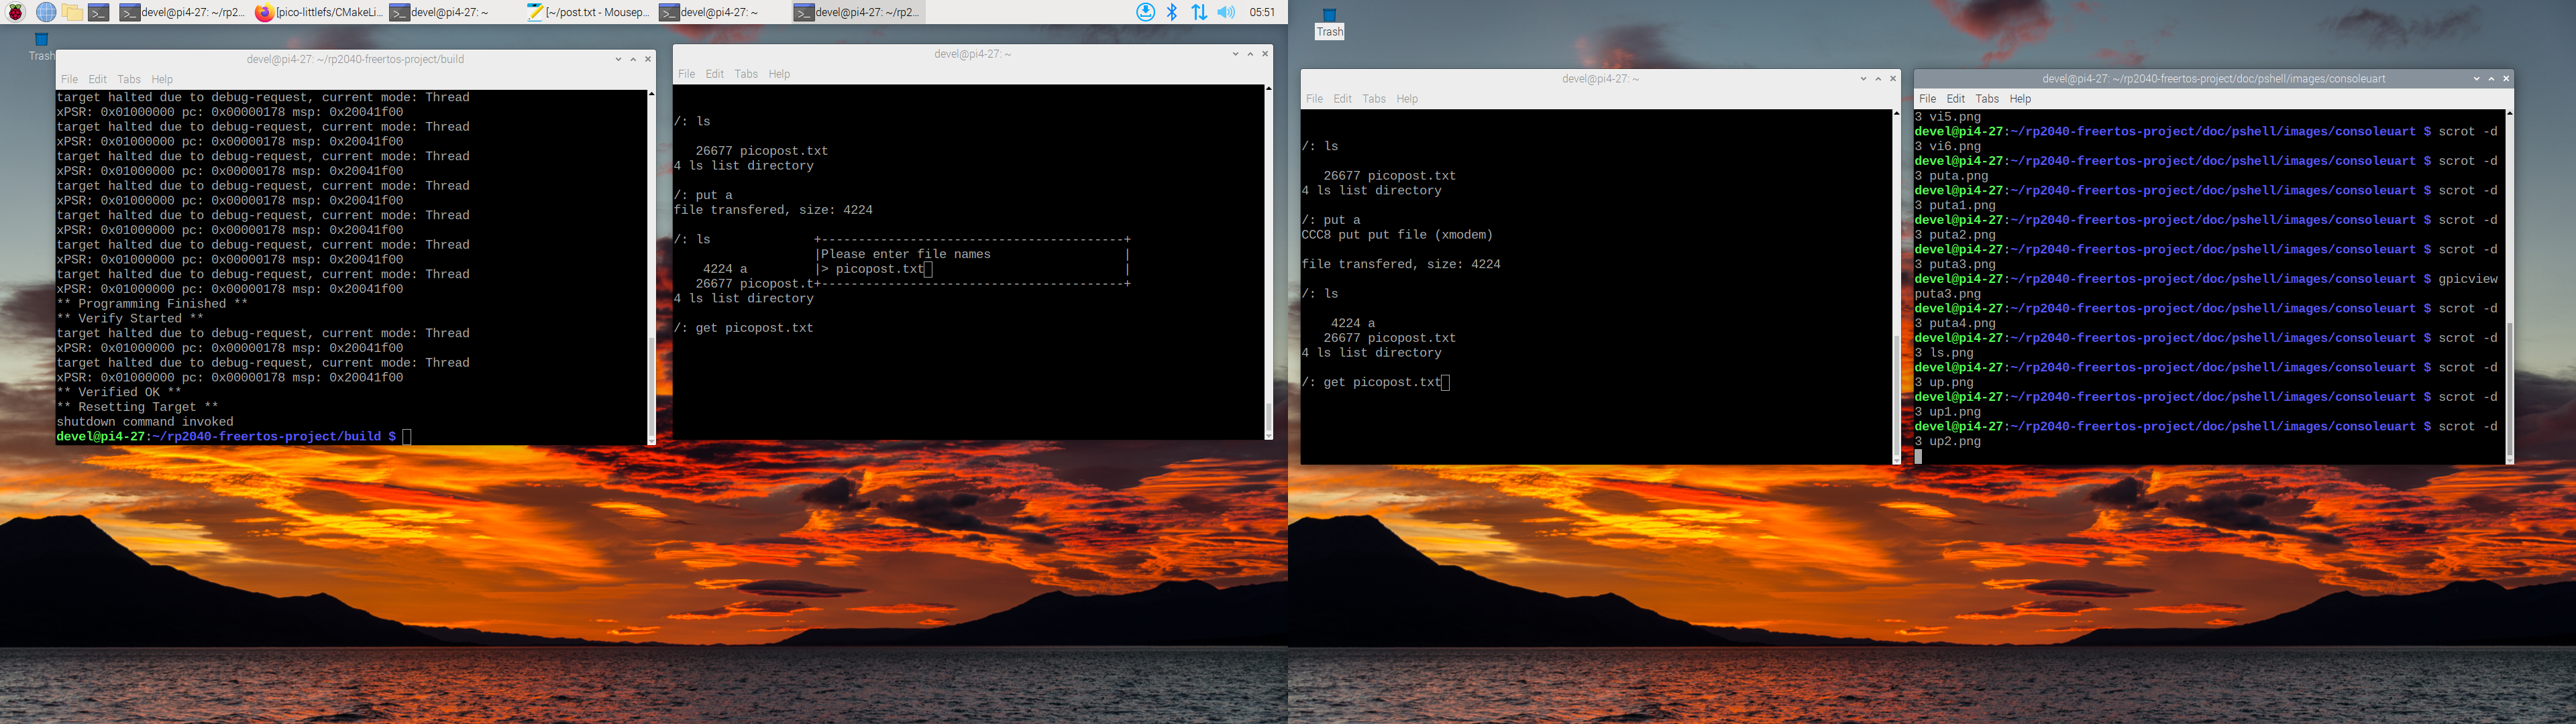 devel@pi4-27: ~/rp2...
[pico-littlefs/CMakeLi...
devel@pi4-27: ~
[~/post.txt - Mousep...
devel@pi4-27: ~
devel@pi4-27: ~/rp2...
05:51
Trash
devel@pi4-27: ~/rp2040-freertos-project/build
File Edit Tabs Help
target halted due to debug-request, current mode: Thread
xPSR: 0x01000000 pc: 0x00000178 msp: 0x20041f00
target halted due to debug-request, current mode: Thread
xPSR: 0x01000000 pc: 0x00000178 msp: 0x20041f00
target halted due to debug-request, current mode: Thread
xPSR: 0x01000000 pc: 0x00000178 msp: 0x20041f00
target halted due to debug-request, current mode: Thread
xPSR: 0x01000000 pc: 0x00000178 msp: 0x20041f00
target halted due to debug-request, current mode: Thread
xPSR: 0x01000000 pc: 0x00000178 msp: 0x20041f00
target halted due to debug-request, current mode: Thread
xPSR: 0x01000000 pc: 0x00000178 msp: 0x20041f00
target halted due to debug-request, current mode: Thread
xPSR: 0x01000000 pc: 0x00000178 msp: 0x20041f00
** Programming Finished **
** Verify Started **
target halted due to debug-request, current mode: Thread
xPSR: 0x01000000 pc: 0x00000178 msp: 0x20041f00
target halted due to debug-request, current mode: Thread
xPSR: 0x01000000 pc: 0x00000178 msp: 0x20041f00
** Verified OK **
** Resetting Target **
shutdown command invoked
devel@pi4-27:~/rp2040-freertos-project/build $
devel@pi4-27: ~
File Edit Tabs Help
/: ls
26677 picopost.txt
4 ls list directory
/: put a
file transfered, size: 4224
/: ls +-----------------------------------------+
|Please enter file names |
4224 a |> picopost.txt |
26677 picopost.t+-----------------------------------------+
4 ls list directory
/: get picopost.txt
Trash
devel@pi4-27: ~
File Edit Tabs Help
/: ls
26677 picopost.txt
4 ls list directory
/: put a
CCC8 put put file (xmodem)
file transfered, size: 4224
/: ls
4224 a
26677 picopost.txt
4 ls list directory
/: get picopost.txt
devel@pi4-27: ~/rp2040-freertos-project/doc/pshell/images/consoleuart
File Edit Tabs Help
3 vi5.png
devel@pi4-27:~/rp2040-freertos-project/doc/pshell/images/consoleuart $ scrot -d
3 vi6.png
devel@pi4-27:~/rp2040-freertos-project/doc/pshell/images/consoleuart $ scrot -d
3 puta.png
devel@pi4-27:~/rp2040-freertos-project/doc/pshell/images/consoleuart $ scrot -d
3 puta1.png
devel@pi4-27:~/rp2040-freertos-project/doc/pshell/images/consoleuart $ scrot -d
3 puta2.png
devel@pi4-27:~/rp2040-freertos-project/doc/pshell/images/consoleuart $ scrot -d
3 puta3.png
devel@pi4-27:~/rp2040-freertos-project/doc/pshell/images/consoleuart $ gpicview
puta3.png
devel@pi4-27:~/rp2040-freertos-project/doc/pshell/images/consoleuart $ scrot -d
3 puta4.png
devel@pi4-27:~/rp2040-freertos-project/doc/pshell/images/consoleuart $ scrot -d
3 ls.png
devel@pi4-27:~/rp2040-freertos-project/doc/pshell/images/consoleuart $ scrot -d
3 up.png
devel@pi4-27:~/rp2040-freertos-project/doc/pshell/images/consoleuart $ scrot -d
3 up1.png
devel@pi4-27:~/rp2040-freertos-project/doc/pshell/images/consoleuart $ scrot -d
3 up2.png